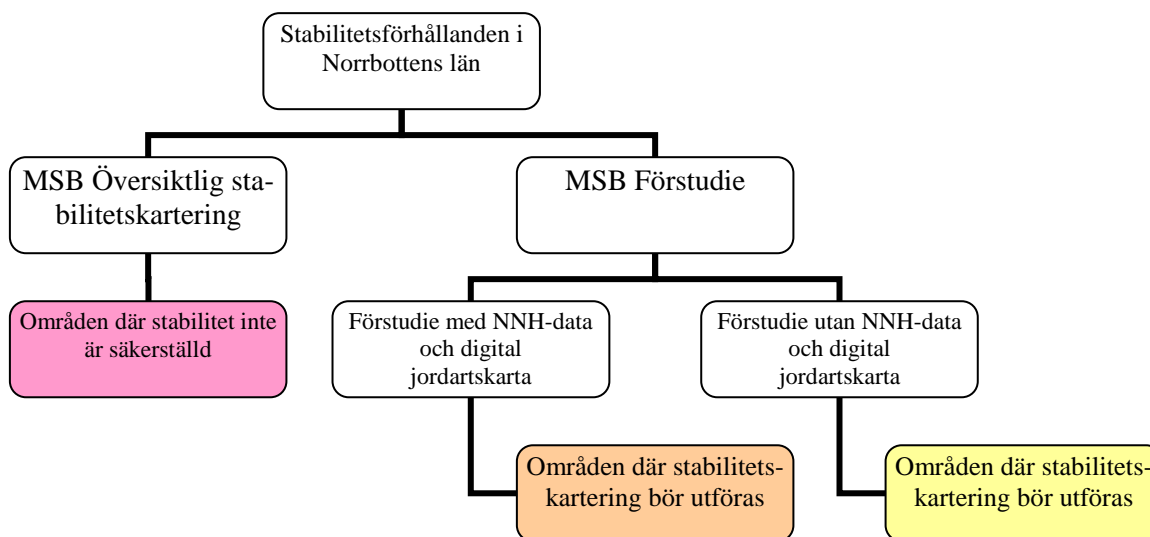 Stabilitetsförhållanden i
Norrbottens län
MSB Översiktlig sta-
bilitetskartering
MSB Förstudie
Områden där stabilitet inte
är säkerställd
Förstudie med NNH-data
och digital
jordartskarta
Förstudie utan NNH-data
och digital
jordartskarta
Områden där stabilitets-
kartering bör utföras
Områden där stabilitets-
kartering bör utföras